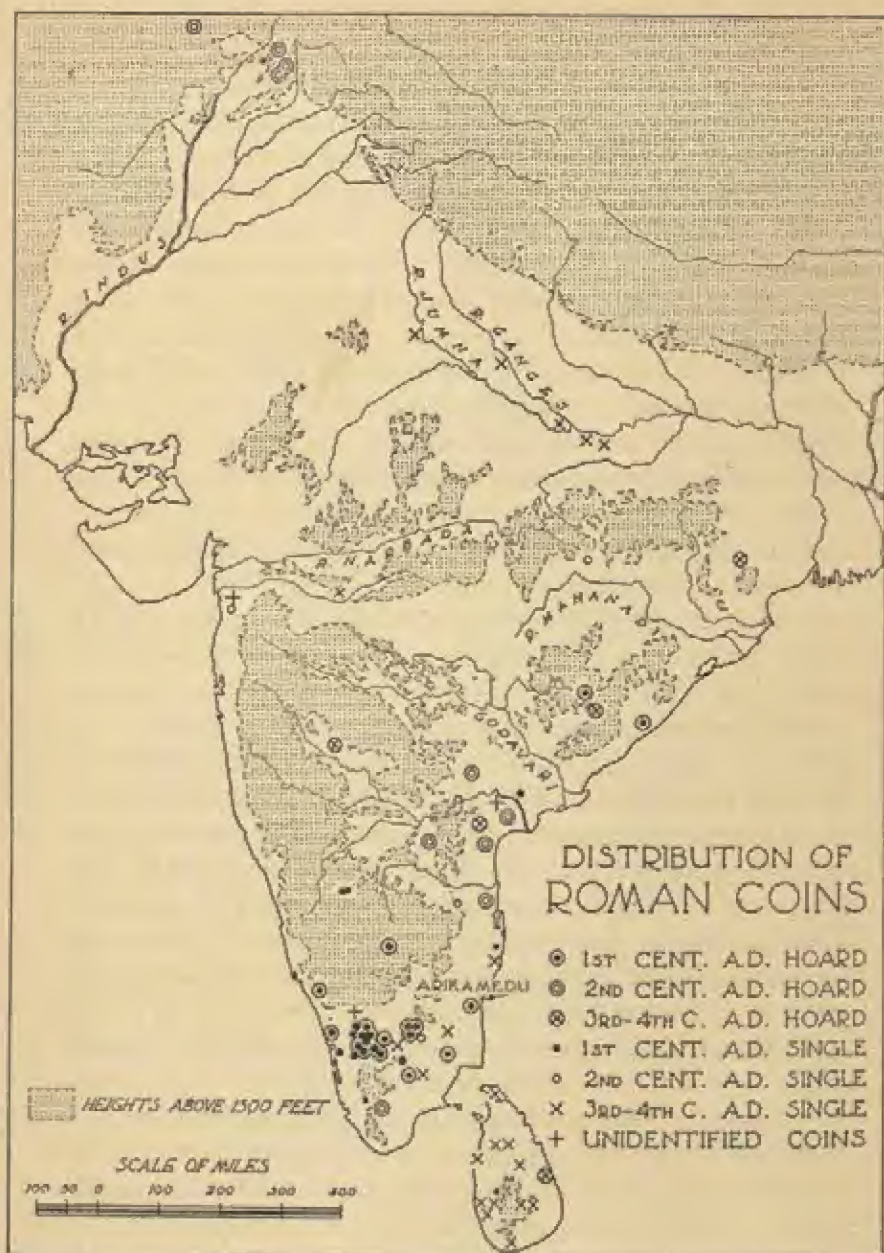 R. INDUS
R. JUANA
R. GANGES
R. NARBADA
R. MAHANA
GODAVARI
DISTRIBUTION OF
ROMAN COINS
ARIKAMEDU
1ST CENT. A.D. HOARD
2ND CENT. A.D. HOARD
3RD-4TH C. A.D. HOARD
1ST CENT. A.D. SINGLE
2ND CENT. A.D. SINGLE
3RD-4TH C. A.D. SINGLE
UNIDENTIFIED COINS
HEIGHTS ABOVE 1500 FEET
SCALE OF MILES
100 50 0 100 200 300 400